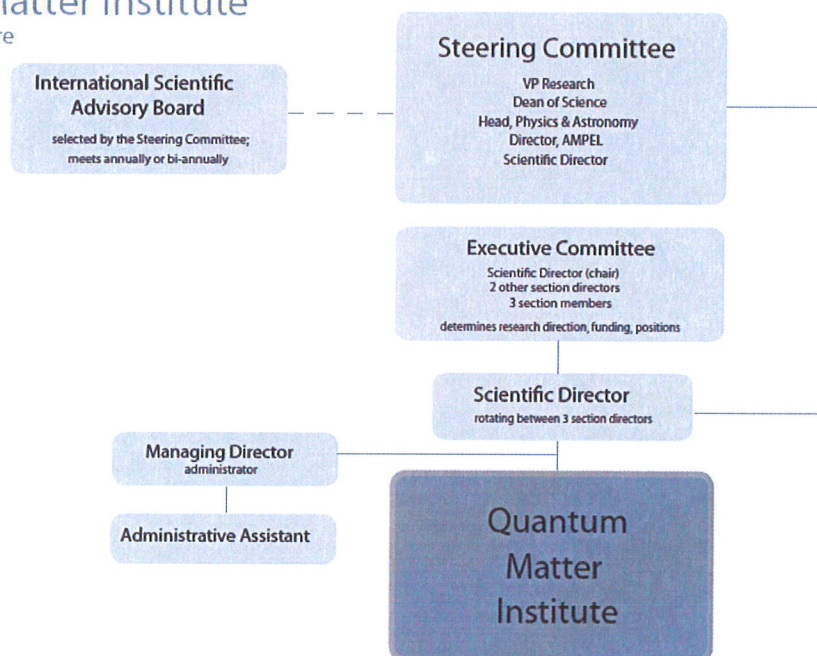 Matter Institute
re
International Scientific
Advisory Board
selected by the Steering Committee;
meets annually or bi-annually
Steering Committee
VP Research
Dean of Science
Head, Physics & Astronomy
Director, AMPEL
Scientific Director
Executive Committee
Scientific Director (chair)
2 other section directors
3 section members
determines research direction, funding, positions
Scientific Director
rotating between 3 section directors
Managing Director
administrator
Administrative Assistant
Quantum
Matter
Institute